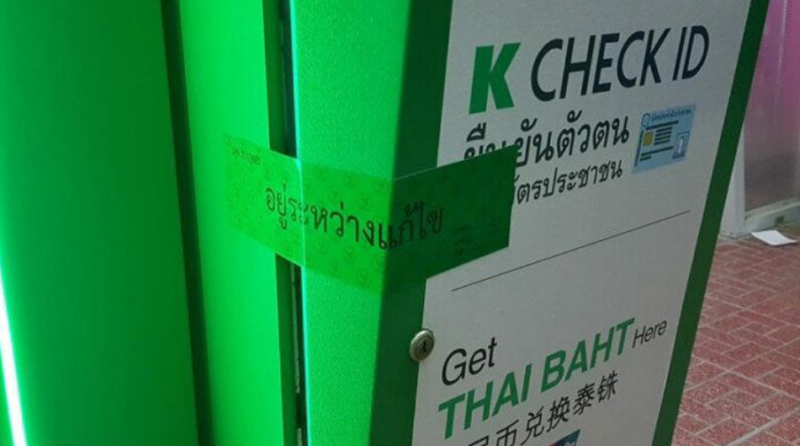 K CHECK ID
ยืนยันตัวตน
บัตรประชาชน
อยู่ระหว่างแก้ไข
Get
THAI BAHT Here
币兑换泰铢